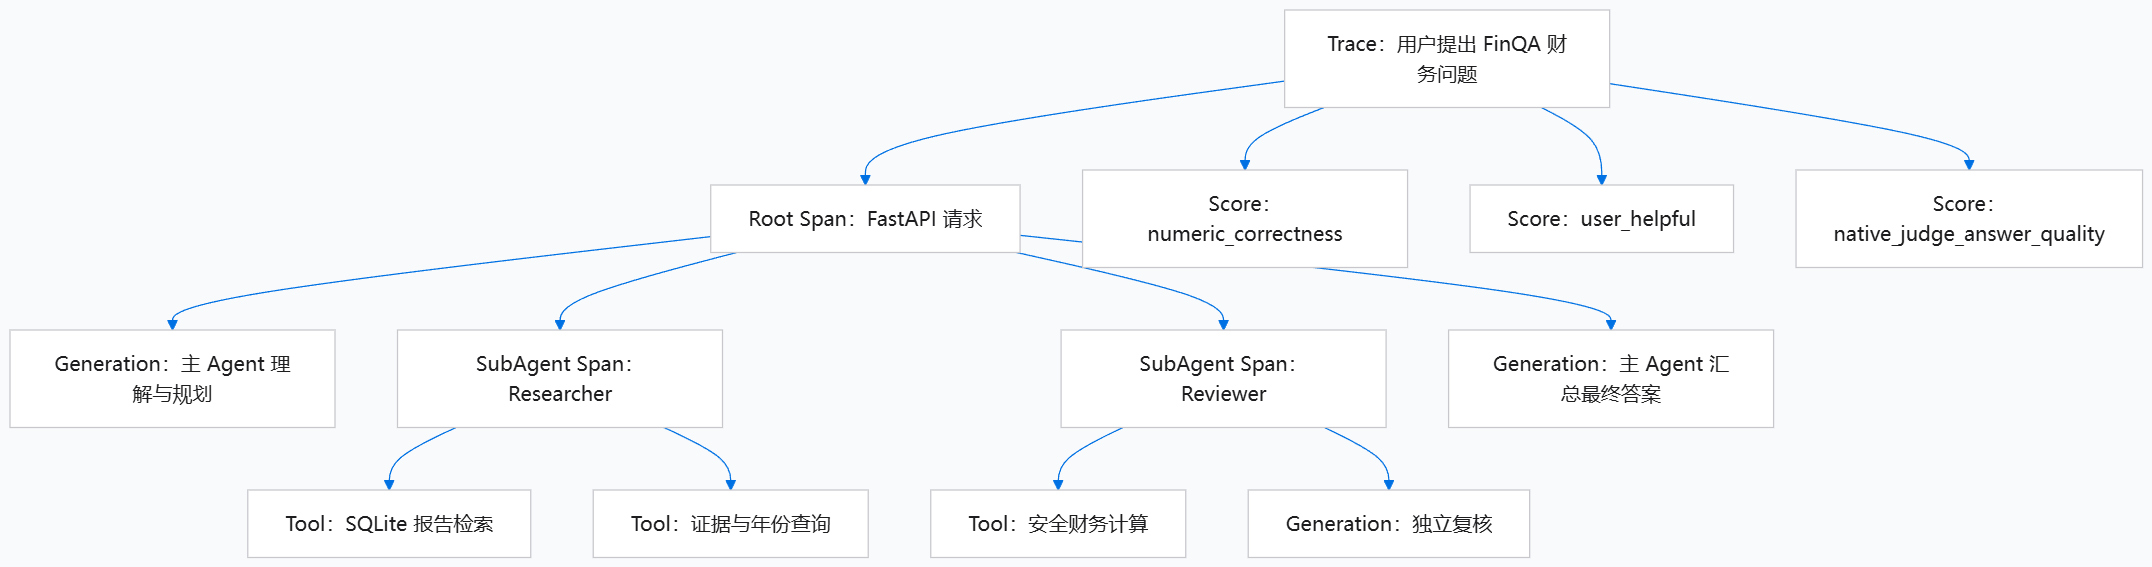 Trace：用户提出 FinQA 财
务问题
Root Span：FastAPI 请求
Score：
numeric_correctness
Score：user_helpful
Score：
native_judge_answer_quality
Generation：主 Agent 理
解与规划
SubAgent Span：
Researcher
SubAgent Span：
Reviewer
Generation：主 Agent 汇
总最终答案
Tool：SQLite 报告检索
Tool：证据与年份查询
Tool：安全财务计算
Generation：独立复核